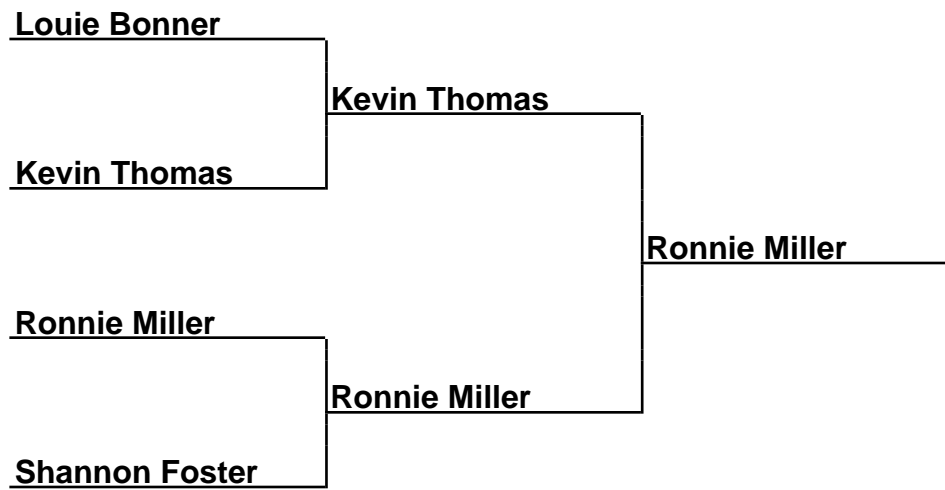 Louie Bonner
Kevin Thomas
Kevin Thomas
Ronnie Miller
Ronnie Miller
Ronnie Miller
Shannon Foster